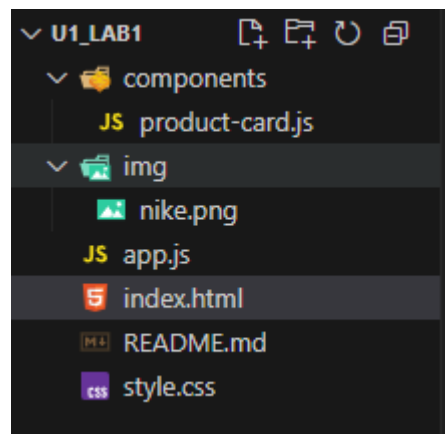 U1_LAB1
components
JS product-card.js
img
nike.png
JS app.js
5 index.html
M↓ README.md
css style.css